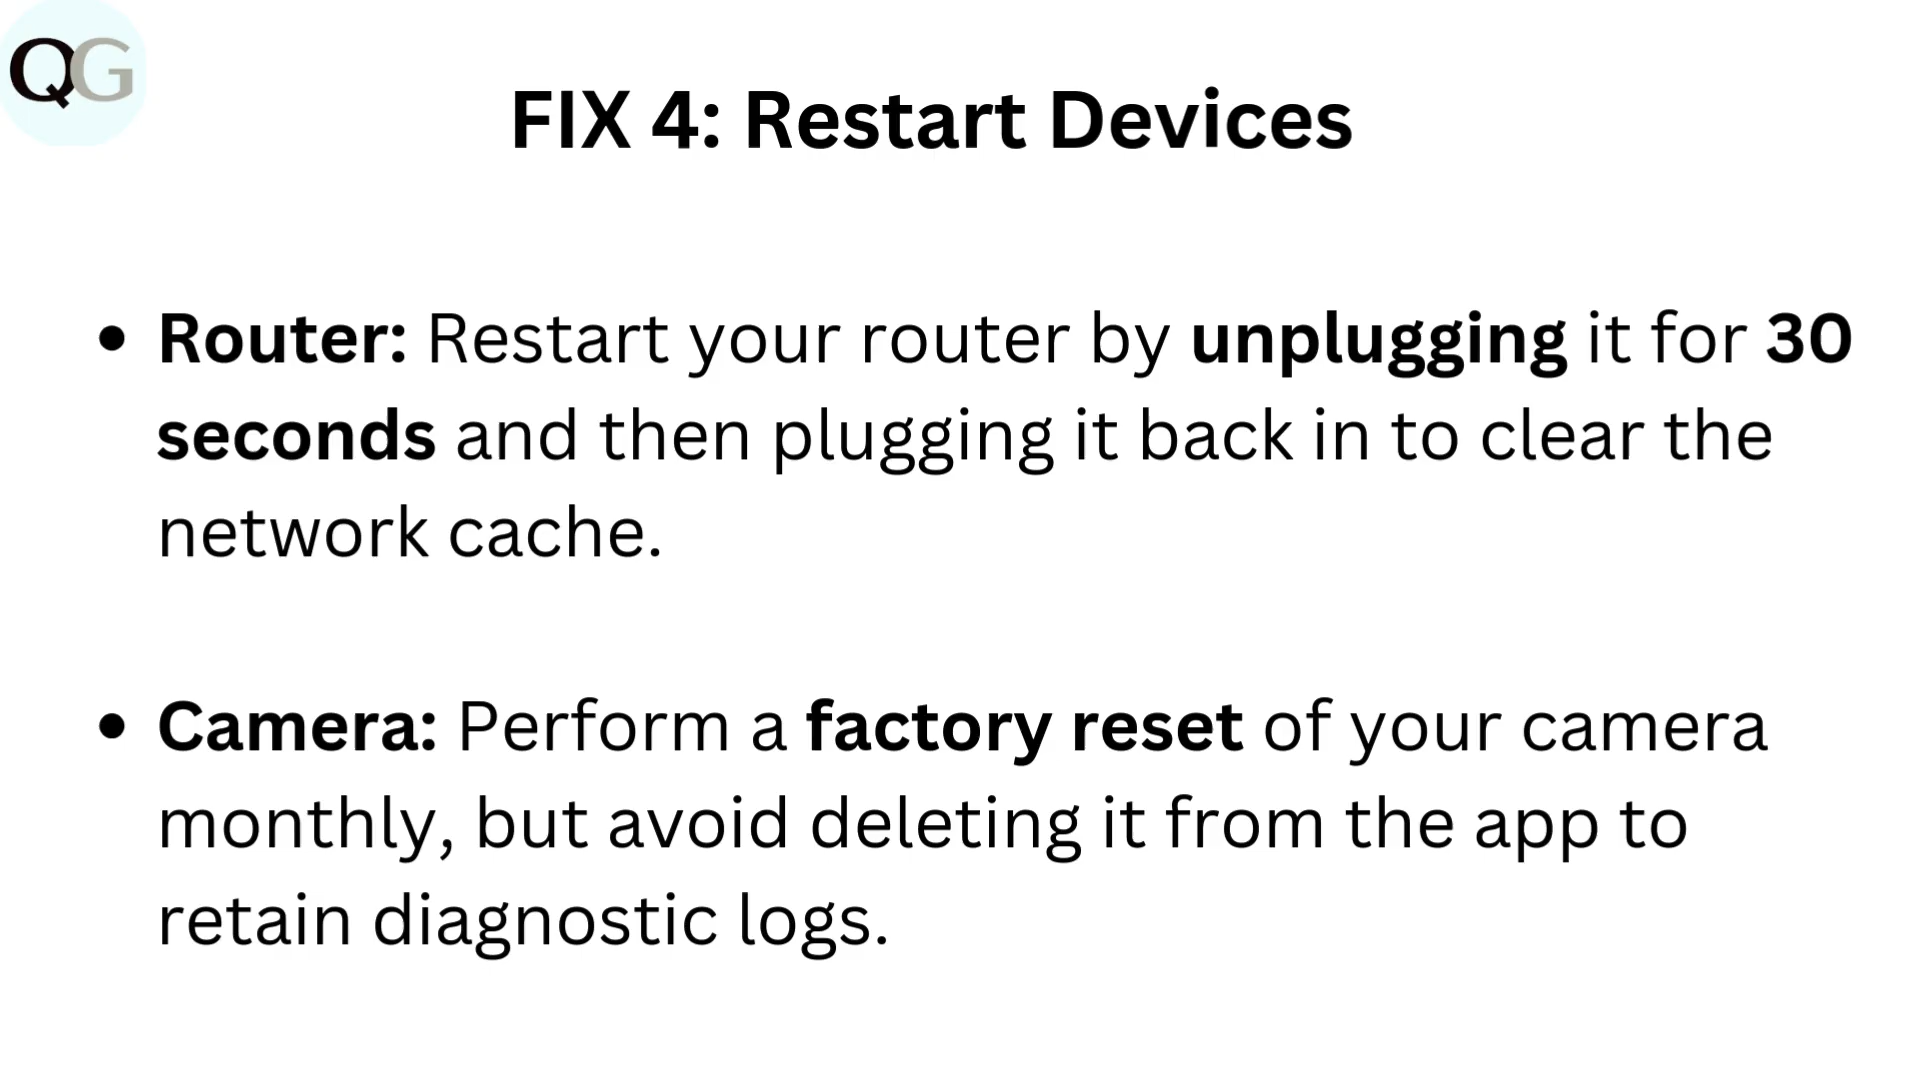 QG
FIX 4: Restart Devices
• Router: Restart your router by unplugging it for 30
seconds and then plugging it back in to clear the
network cache.
• Camera: Perform a factory reset of your camera
monthly, but avoid deleting it from the app to
retain diagnostic logs.